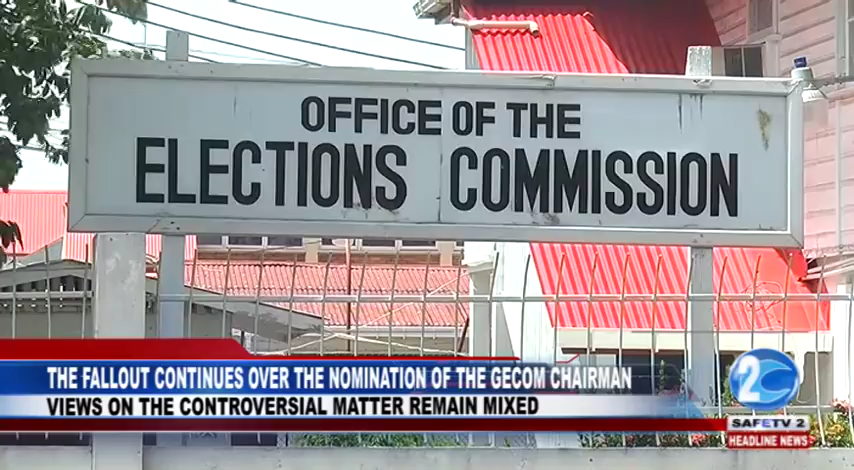 OFFICE OF THE
ELECTIONS COMMISSION
THE FALLOUT CONTINUES OVER THE NOMINATION OF THE GECOM CHAIRMAN
VIEWS ON THE CONTROVERSIAL MATTER REMAIN MIXED
2
SAFETV 2
HEADLINE NEWS